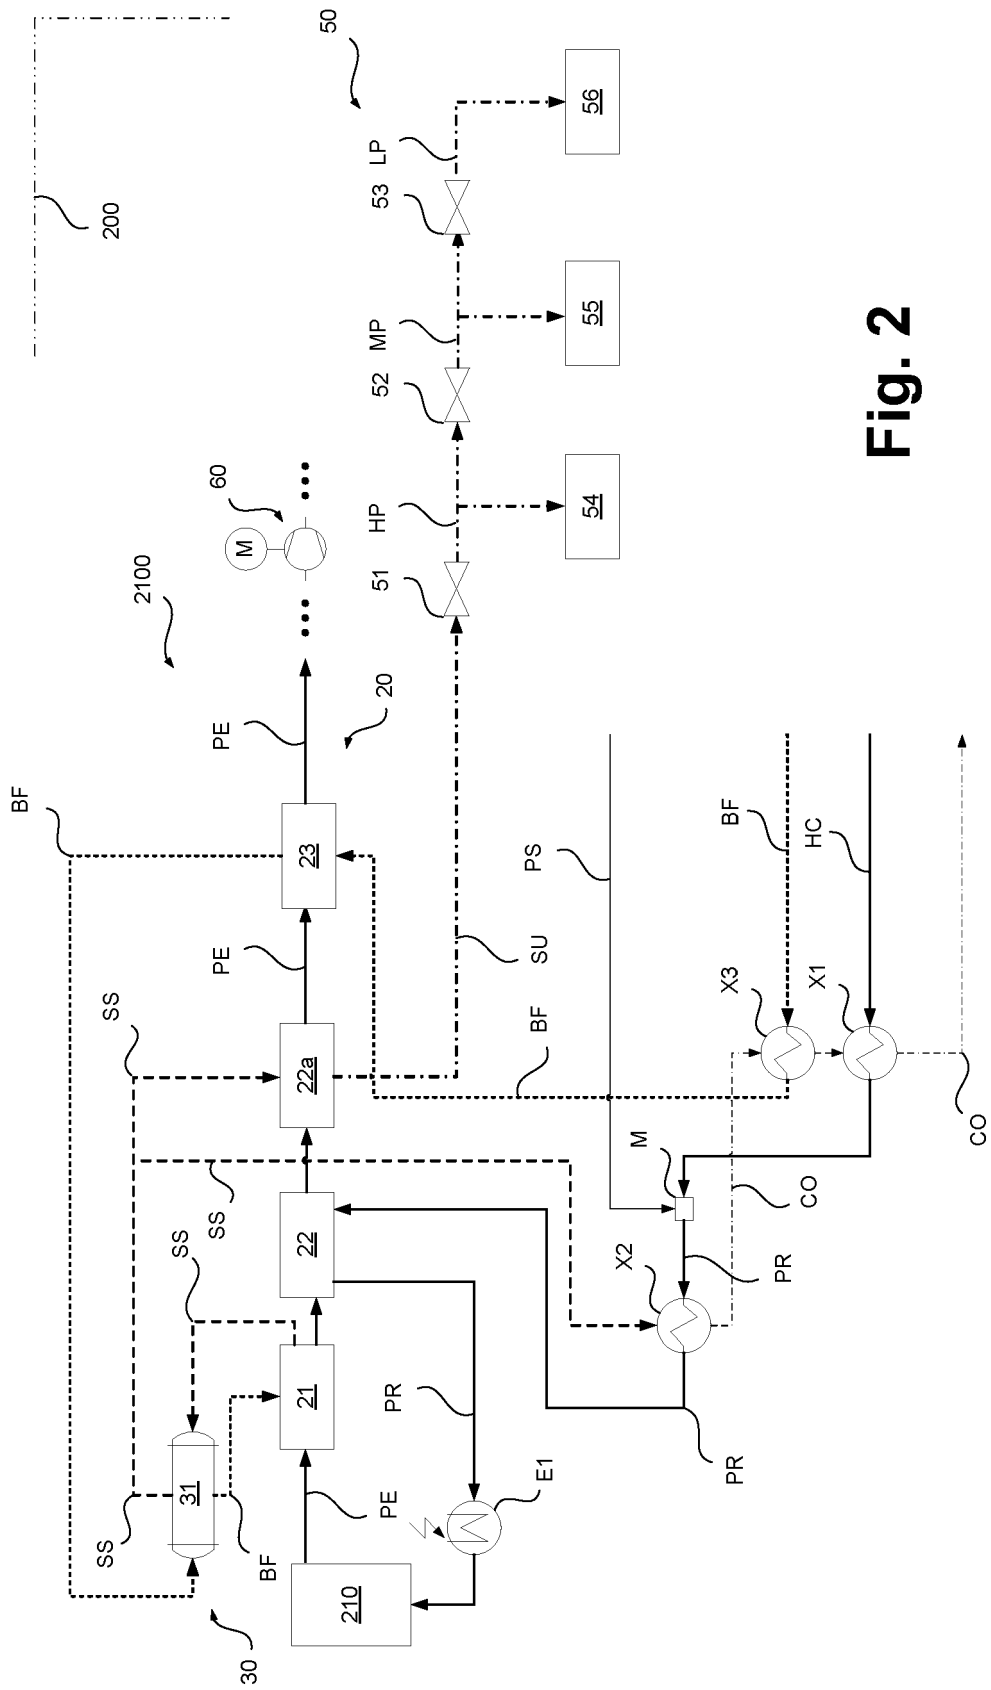 50
200
LP
53
56
MP
52
55
60
M
HP
51
54
2100
20
PE
BF
23
PS
BF
HC
PE
SU
SS
22a
BF
X3
X1
M
CO
CO
SS
22
X2
PR
SS
21
PR
PR
SS
31
BF
PE
E1
210
30
Fig. 2